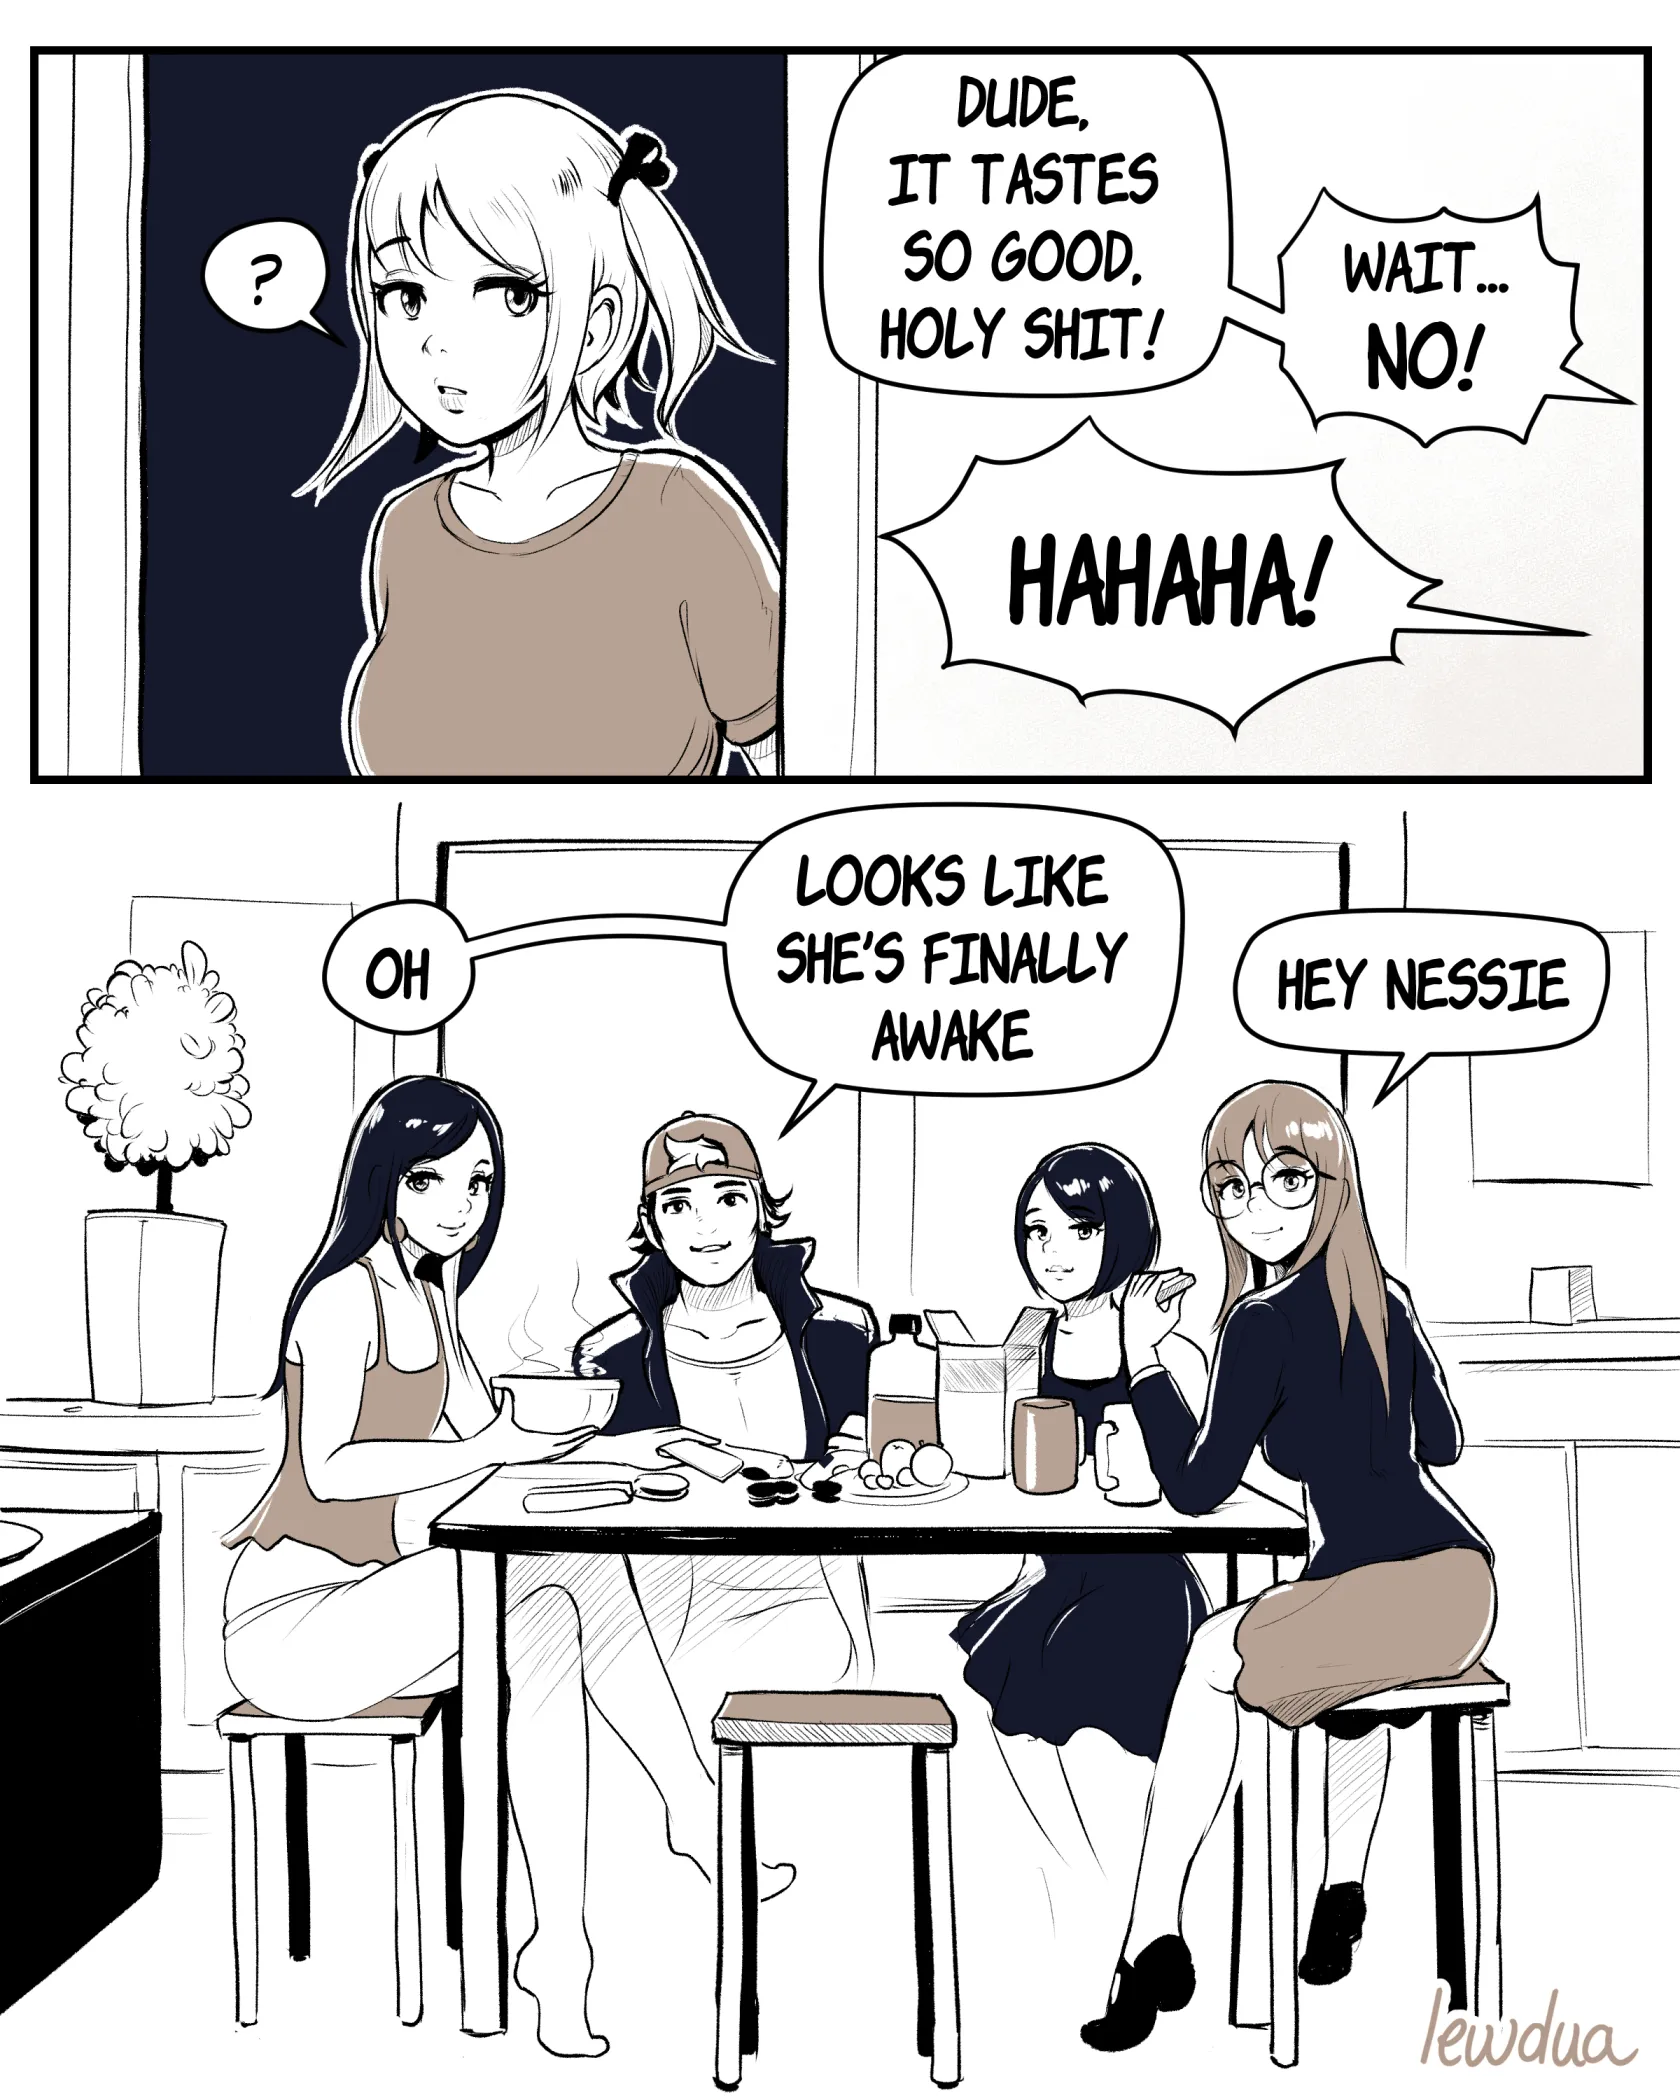 ?
DUDE,
IT TASTES
SO GOOD,
HOLY SHIT!
WAIT...
NO!
HAHAHA!
OH
LOOKS LIKE
SHE'S FINALLY
AWAKE
HEY NESSIE
lewdua